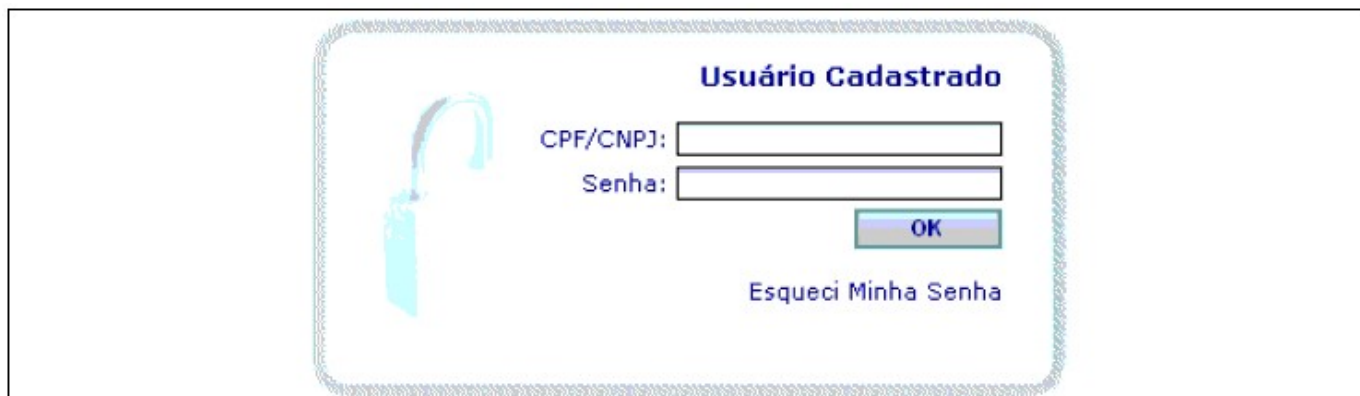 Usuário Cadastrado
CPF/CNPJ:
Senha:
OK
Esqueci Minha Senha